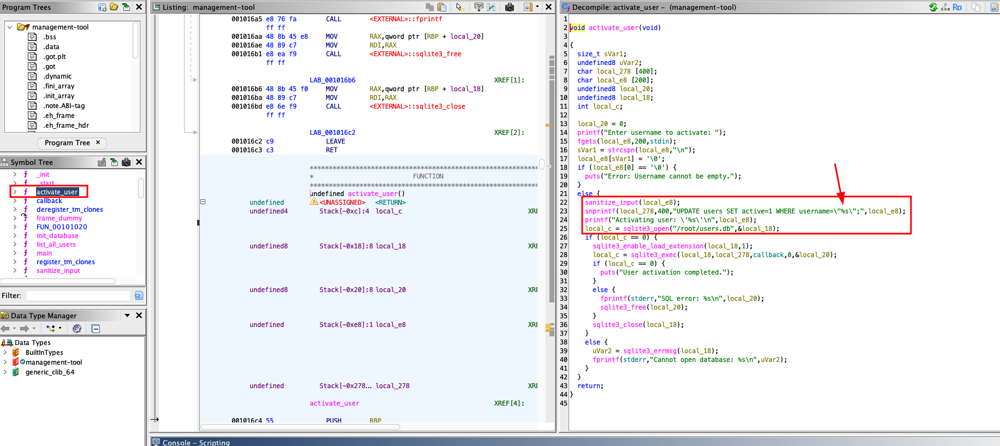 Program Trees
management-tool
.bss
.data
.got.plt
.got
.dynamic
.fini_array
.init_array
.note.ABI-tag
.eh_frame
.eh_frame_hdr
Program Tree ×
Symbol Tree
f _init
f _start
f activate_user
f callback
f deregister_tm_clones
f frame_dummy
f FUN_00101020
f init_database
f list_all_users
f main
f register_tm_clones
f sanitize_input
Filter:
Data Type Manager
Data Types
BuiltInTypes
management-tool
generic_clib_64
Listing: management-tool
001016a5 e8 76 fa CALL <EXTERNAL>::fprintf
ff ff
001016aa 48 8b 45 e8 MOV RAX,qword ptr [RBP + local_20]
001016ae 48 89 c7 MOV RDI,RAX
001016b1 e8 ea f9 CALL <EXTERNAL>::sqlite3_free
ff ff
LAB_001016b6 XREF[1]:
001016b6 48 8b 45 f0 MOV RAX,qword ptr [RBP + local_18]
001016ba 48 89 c7 MOV RDI,RAX
001016bd e8 6e f9 CALL <EXTERNAL>::sqlite3_close
ff ff
LAB_001016c2 XREF[2]:
001016c2 c9 LEAVE
001016c3 c3 RET
* FUNCTION
undefined activate_user()
undefined <UNASSIGNED> <RETURN>
undefined4 Stack[-0xc]:4 local_c XRE
undefined8 Stack[-0x18]:8 local_18 XRE
undefined8 Stack[-0x20]:8 local_20 XRE
undefined Stack[-0xe8]:1 local_e8 XRE
undefined Stack[-0x278... local_278 XRE
activate_user XREF[4]:
001016c4 55 PUSH RBP
Console - Scripting
Decompile: activate_user - (management-tool)
Ro
1
2 void activate_user(void)
3
4 {
5 size_t sVar1;
6 undefined8 uVar2;
7 char local_278 [400];
8 char local_e8 [200];
9 undefined8 local_20;
10 undefined8 local_18;
11 int local_c;
12
13 local_20 = 0;
14 printf("Enter username to activate: ");
15 fgets(local_e8,200,stdin);
16 sVar1 = strcspn(local_e8,"\n");
17 local_e8[sVar1] = '\0';
18 if (local_e8[0] == '\0') {
19 puts("Error: Username cannot be empty.");
20 }
21 else {
22 sanitize_input(local_e8);
23 snprintf(local_278,400,"UPDATE users SET active=1 WHERE username=\"%s\";",local_e8);
24 printf("Activating user: \'%s\'\n",local_e8);
25 local_c = sqlite3_open("/root/users.db",&local_18);
26 if (local_c == 0) {
27 sqlite3_enable_load_extension(local_18,1);
28 local_c = sqlite3_exec(local_18,local_278,callback,0,&local_20);
29 if (local_c == 0) {
30 puts("User activation completed.");
31 }
32 else {
33 fprintf(stderr,"SQL error: %s\n",local_20);
34 sqlite3_free(local_20);
35 }
36 sqlite3_close(local_18);
37 }
38 else {
39 uVar2 = sqlite3_errmsg(local_18);
40 fprintf(stderr,"Cannot open database: %s\n",uVar2);
41 }
42 }
43 return;
44 }
45